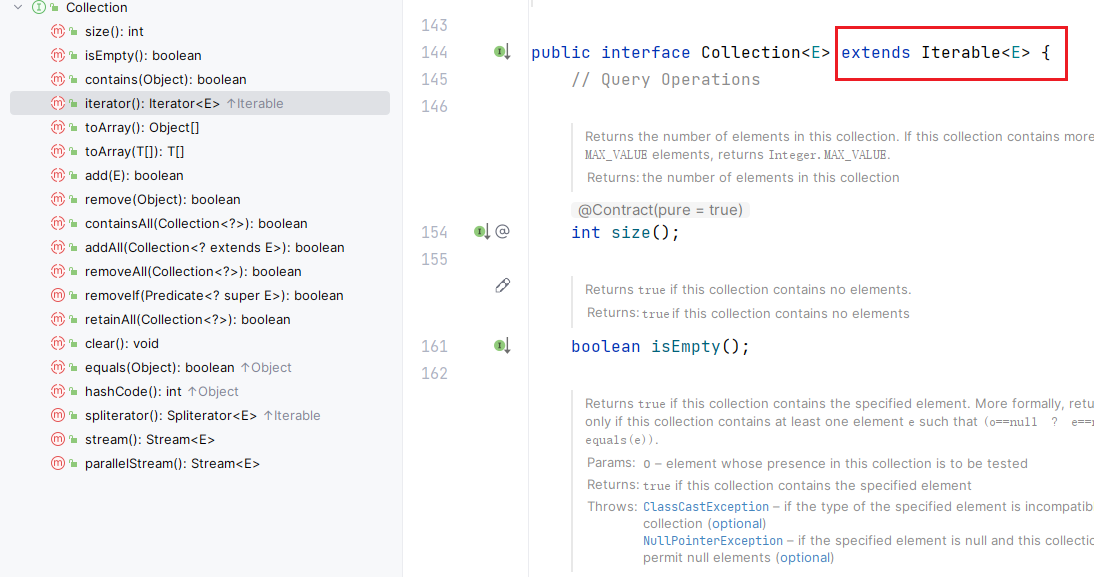 Collection
size(): int
isEmpty(): boolean
contains(Object): boolean
iterator(): Iterator<E> ↑Iterable
toArray(): Object[]
toArray(T[]): T[]
add(E): boolean
remove(Object): boolean
containsAll(Collection<?>): boolean
addAll(Collection<? extends E>): boolean
removeAll(Collection<?>): boolean
removeIf(Predicate<? super E>): boolean
retainAll(Collection<?>): boolean
clear(): void
equals(Object): boolean ↑Object
hashCode(): int ↑Object
spliterator(): Spliterator<E> ↑Iterable
stream(): Stream<E>
parallelStream(): Stream<E>
143
144 public interface Collection<E> extends Iterable<E> {
145 // Query Operations
146
Returns the number of elements in this collection. If this collection contains more
MAX_VALUE elements, returns Integer.MAX_VALUE.
Returns: the number of elements in this collection
@Contract(pure = true)
154 @ int size();
155
Returns true if this collection contains no elements.
Returns: true if this collection contains no elements
161 boolean isEmpty();
162
Returns true if this collection contains the specified element. More formally, retu
only if this collection contains at least one element e such that (o==null ? e==
equals(e)).
Params: o – element whose presence in this collection is to be tested
Returns: true if this collection contains the specified element
Throws: ClassCastException – if the type of the specified element is incompatib
collection (optional)
NullPointerException – if the specified element is null and this collectio
permit null elements (optional)